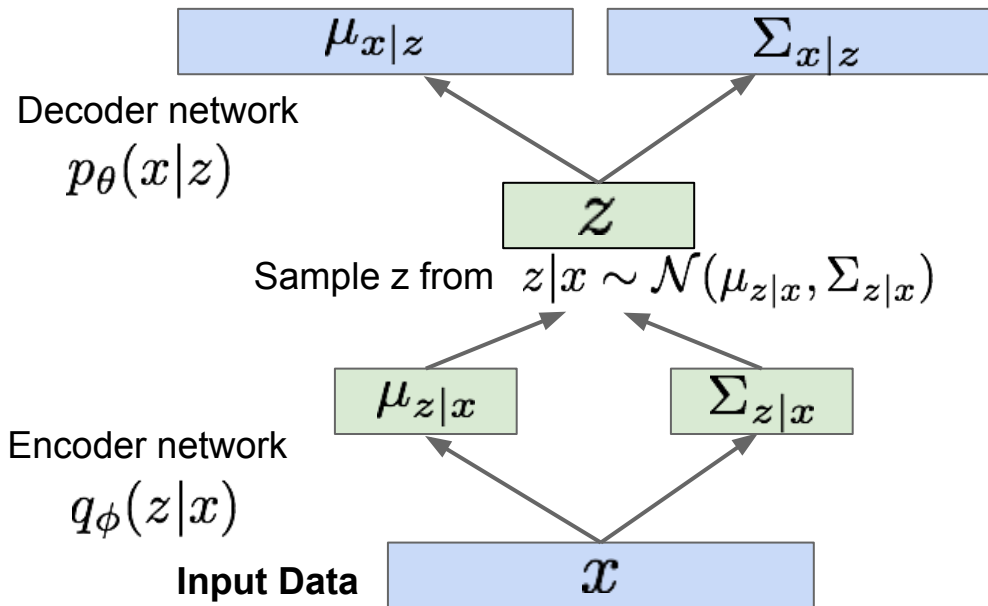 μ_{x|z} Σ_{x|z}
Decoder network
p_θ(x|z)
z
Sample z from z|x ∼ 𝒩(μ_{z|x}, Σ_{z|x})
μ_{z|x} Σ_{z|x}
Encoder network
q_ϕ(z|x)
Input Data x